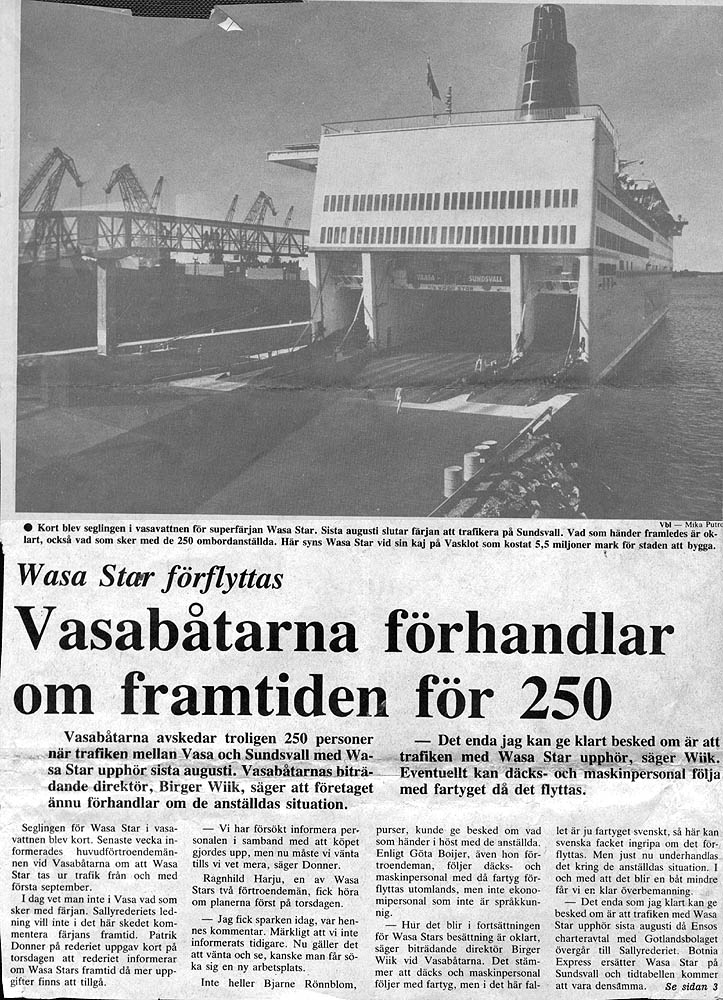 VAASA SUNDSVALL
Vbl — Mika Putro
● Kort blev seglingen i vasavattnen för superfärjan Wasa Star. Sista augusti slutar färjan att trafikera på Sundsvall. Vad som händer framledes är ok-
lart, också vad som sker med de 250 ombordanställda. Här syns Wasa Star vid sin kaj på Vasklot som kostat 5,5 miljoner mark för staden att bygga.
Wasa Star förflyttas
Vasabåtarna förhandlar
om framtiden för 250
Vasabåtarna avskedar troligen 250 personer
när trafiken mellan Vasa och Sundsvall med Wa-
sa Star upphör sista augusti. Vasabåtarnas biträ-
dande direktör, Birger Wiik, säger att företaget
ännu förhandlar om de anställdas situation.
— Det enda jag kan ge klart besked om är att
trafiken med Wasa Star upphör, säger Wiik.
Eventuellt kan däcks- och maskinpersonal följa
med fartyget då det flyttas.
Seglingen för Wasa Star i vasa-
vattnen blev kort. Senaste vecka in-
formerades huvudförtroendemän-
nen vid Vasabåtarna om att Wasa
Star tas ur trafik från och med
första september.
I dag vet man inte i Vasa vad som
sker med färjan. Sallyrederiets led-
ning vill inte i det här skedet kom-
mentera färjans framtid. Patrik
Donner på rederiet uppgav kort på
torsdagen att rederiet informerar
om Wasa Stars framtid då mer upp-
gifter finns att tillgå.
— Vi har försökt informera per-
sonalen i samband med att köpet
gjordes upp, men nu måste vi vänta
tills vi vet mera, säger Donner.
Ragnhild Harju, en av Wasa
Stars två förtroendemän, fick höra
om planerna först på torsdagen.
— Jag fick sparken idag, var hen-
nes kommentar. Märkligt att vi inte
informerats tidigare. Nu gäller det
att vänta och se, kanske man får sö-
ka sig en ny arbetsplats.
Inte heller Bjarne Rönnblom,
purser, kunde ge besked om vad
som händer i höst med de anställda.
Enligt Göta Boijer, även hon för-
troendeman, följer däcks- och
maskinpersonal med då fartyg för-
flyttas utomlands, men inte ekono-
mipersonal som inte är språkkun-
nig.
— Hur det blir i fortsättningen
för Wasa Stars besättning är oklart,
säger biträdande direktör Birger
Wiik vid Vasabåtarna. Det stäm-
mer att däcks och maskinpersonal
följer med fartyg, men i det här fal-
let är ju fartyget svenskt, så här kan
svenska facket ingripa om det för-
flyttas. Men just nu underhandlas
det kring de anställdas situation. I
och med att det blir en båt mindre
får vi en klar överbemanning.
— Det enda som jag klart kan ge
besked om är att trafiken med Wasa
Star upphör sista augusti då Ensos
charteravtal med Gotlandsbolaget
övergår till Sallyrederiet. Botnia
Express ersätter Wasa Star på
Sundsvall och tidtabellen kommer
att vara densamma. Se sidan 3